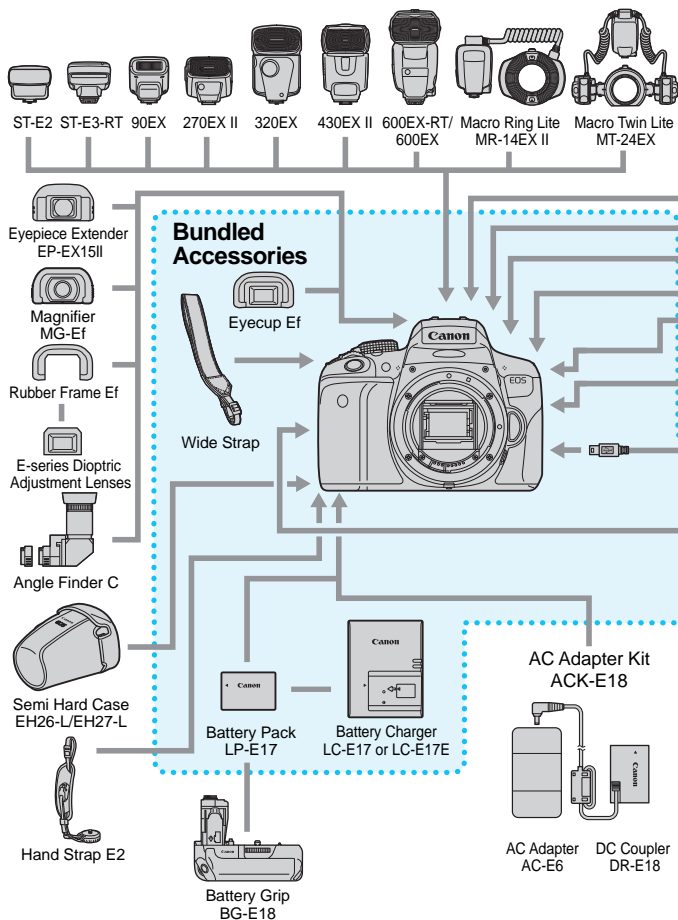 ST-E2 ST-E3-RT 90EX 270EX II 320EX 430EX II 600EX-RT/
600EX
Macro Ring Lite
MR-14EX II
Macro Twin Lite
MT-24EX
Eyepiece Extender
EP-EX15II
Magnifier
MG-Ef
Rubber Frame Ef
E-series Dioptric
Adjustment Lenses
Angle Finder C
Semi Hard Case
EH26-L/EH27-L
Hand Strap E2
Bundled
Accessories
Eyecup Ef
Wide Strap
Canon
EOS
Canon
Battery Pack
LP-E17
Canon
Battery Charger
LC-E17 or LC-E17E
Canon
Battery Grip
BG-E18
AC Adapter Kit
ACK-E18
Canon
AC Adapter
AC-E6
DC Coupler
DR-E18